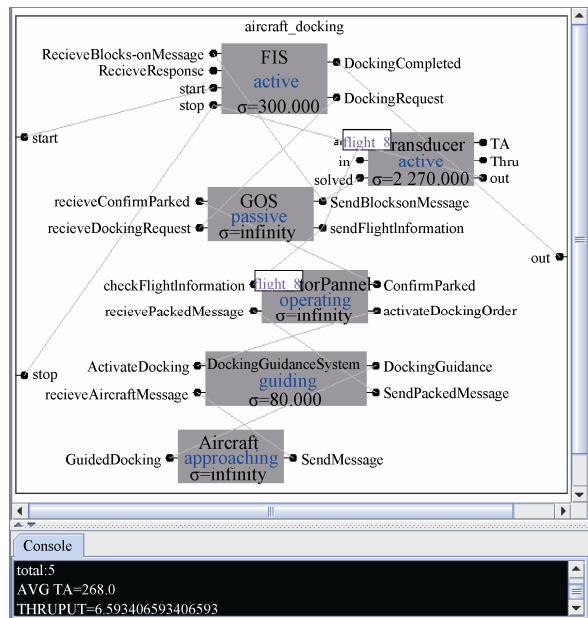 aircraft_docking
RecieveBlocks-onMessage
FIS
DockingCompleted
RecieveResponse
active
start
DockingRequest
stop
σ=300.000
start
flight_8
ransducer
TA
in
active
Thru
solved
σ=2 270.000
out
recieveConfirmParked
GOS
SendBlocksonMessage
passive
recieveDockingRequest
σ=infinity
sendFlightInformation
out
checkFlightInformation
flight_8
orPannel
ConfirmParked
operating
recievePackedMessage
σ=infinity
activateDockingOrder
ActivateDocking
DockingGuidanceSystem
DockingGuidance
stop
guiding
recieveAircraftMessage
σ=80.000
SendPackedMessage
Aircraft
GuidedDocking
approaching
SendMessage
σ=infinity
Console
total:5
AVG TA=268.0
THRUPUT=6.593406593406593